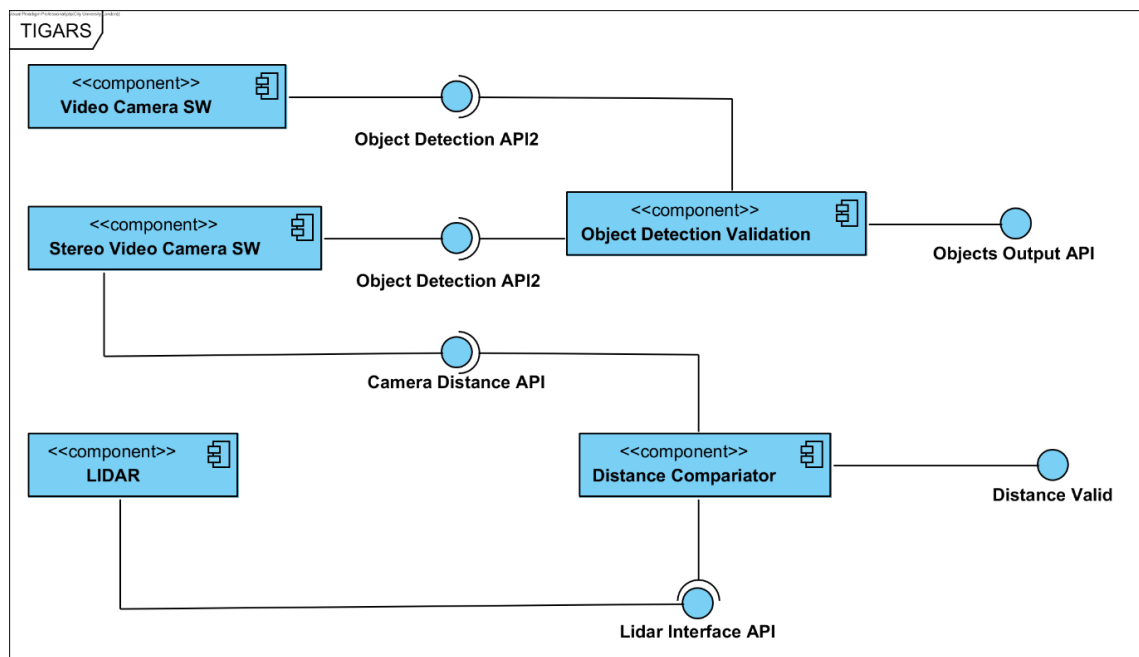 TIGARS
<<component>>
Video Camera SW
Object Detection API2
<<component>>
Stereo Video Camera SW
<<component>>
Object Detection Validation
Object Detection API2
Objects Output API
Camera Distance API
<<component>>
LIDAR
<<component>>
Distance Compariator
Distance Valid
Lidar Interface API